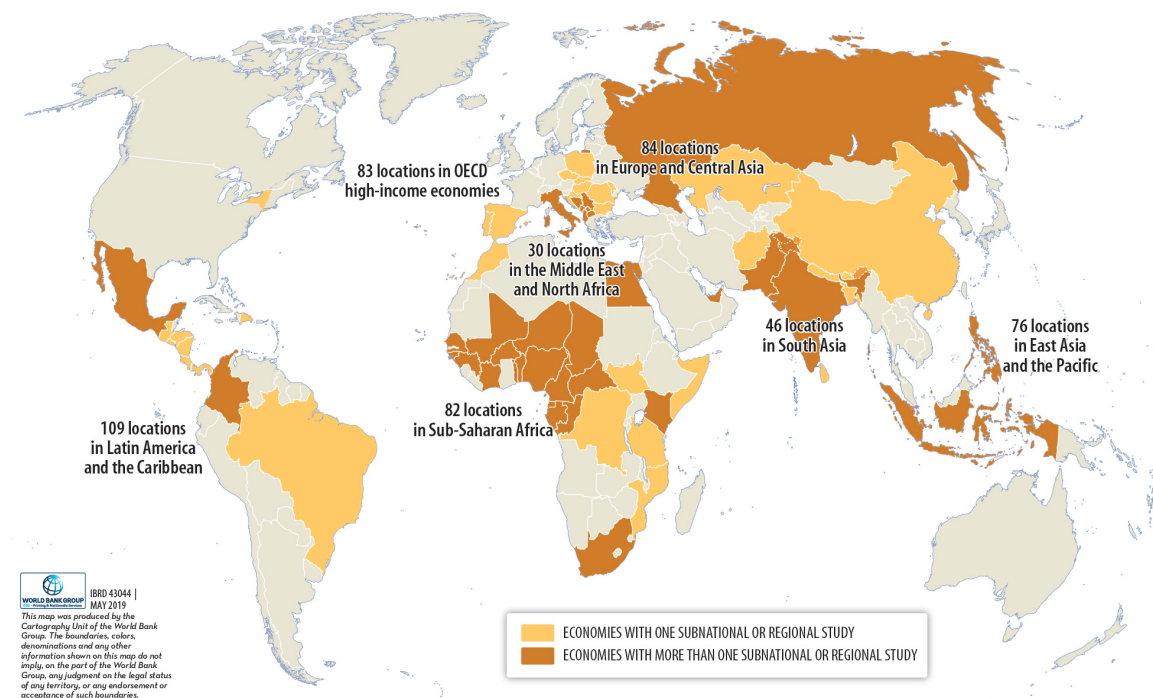 83 locations in OECD
high-income economies
84 locations
in Europe and Central Asia
30 locations
in the Middle East
and North Africa
46 locations
in South Asia
76 locations
in East Asia
and the Pacific
82 locations
in Sub-Saharan Africa
109 locations
in Latin America
and the Caribbean
WORLD BANK GROUP
GSD - Printing & Multimedia Services
IBRD 43044 |
MAY 2019
This map was produced by the
Cartography Unit of the World Bank
Group. The boundaries, colors,
denominations and any other
information shown on this map do not
imply, on the part of the World Bank
Group, any judgment on the legal status
of any territory, or any endorsement or
acceptance of such boundaries.
ECONOMIES WITH ONE SUBNATIONAL OR REGIONAL STUDY
ECONOMIES WITH MORE THAN ONE SUBNATIONAL OR REGIONAL STUDY